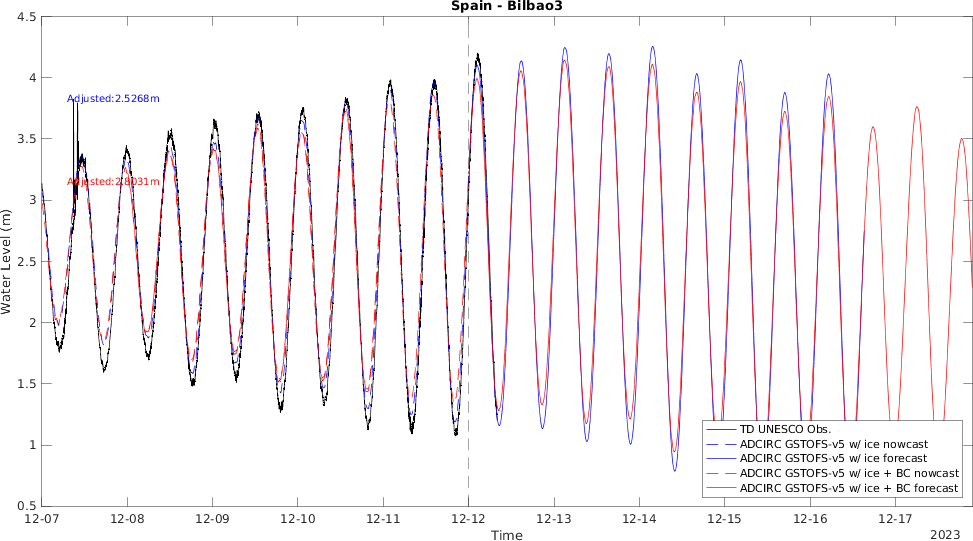 Spain - Bilbao3
4.5
4
3.5
3
2.5
2
1.5
1
0.5
Water Level (m)
Adjusted:2.5268m
Adjusted:2.6031m
TD UNESCO Obs.
ADCIRC GSTOFS-v5 w/ ice nowcast
ADCIRC GSTOFS-v5 w/ ice forecast
ADCIRC GSTOFS-v5 w/ ice + BC nowcast
ADCIRC GSTOFS-v5 w/ ice + BC forecast
12-07 12-08 12-09 12-10 12-11 12-12 12-13 12-14 12-15 12-16 12-17
Time
2023